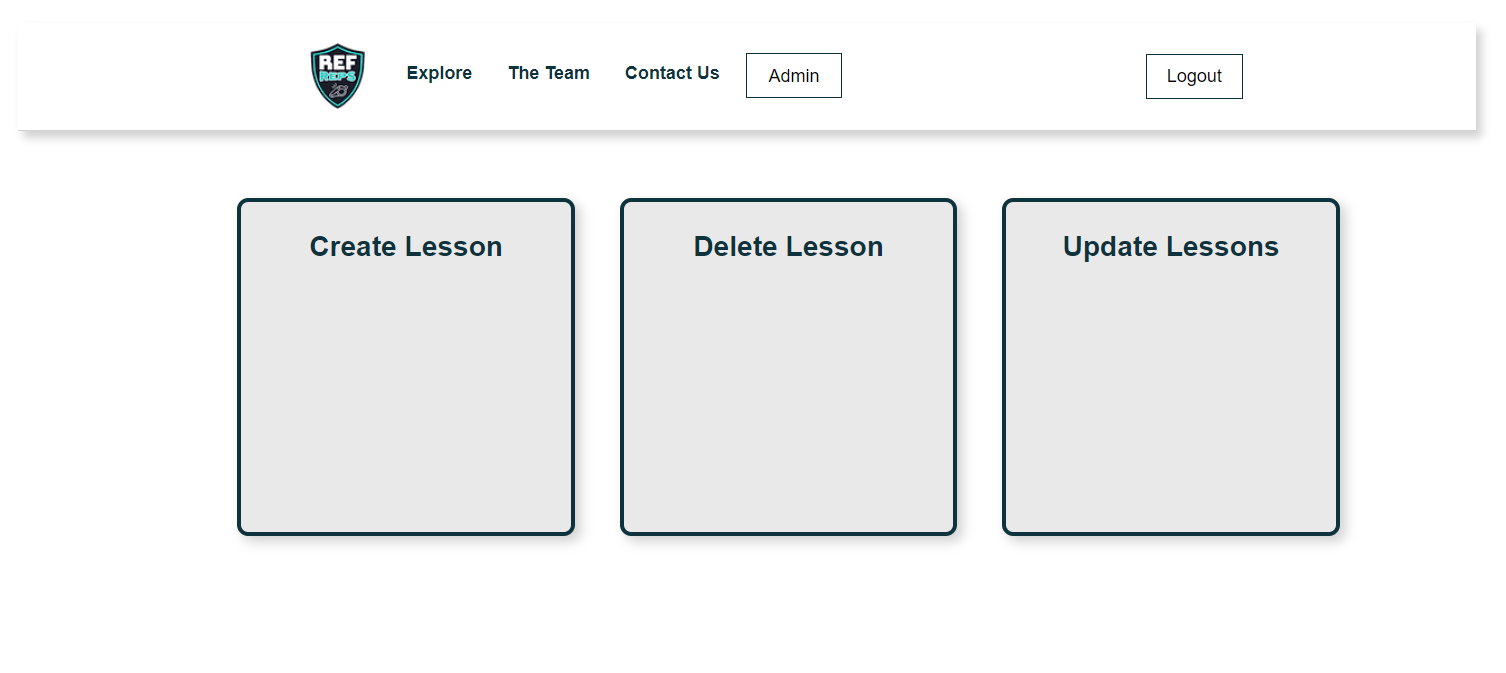 REF
REPS
Explore
The Team
Contact Us
Admin
Logout
Create Lesson
Delete Lesson
Update Lessons